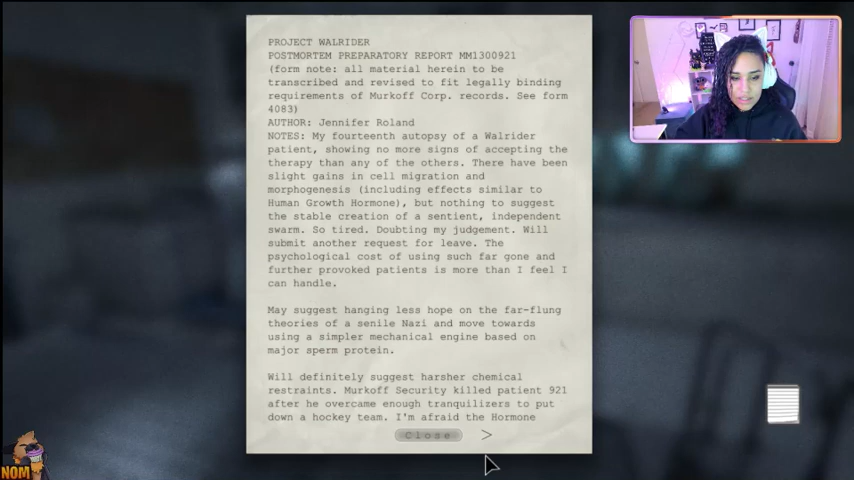 PROJECT WALRIDER
POSTMORTEM PREPARATORY REPORT MM1300921
(form note: all material herein to be
transcribed and revised to fit legally binding
requirements of Murkoff Corp. records. See form
4083)
AUTHOR: Jennifer Roland
NOTES: My fourteenth autopsy of a Walrider
patient, showing no more signs of accepting the
therapy than any of the others. There have been
slight gains in cell migration and
morphogenesis (including effects similar to
Human Growth Hormone), but nothing to suggest
the stable creation of a sentient, independent
swarm. So tired. Doubting my judgement. Will
submit another request for leave. The
psychological cost of using such far gone and
further provoked patients is more than I feel I
can handle.
May suggest hanging less hope on the far-flung
theories of a senile Nazi and move towards
using a simpler mechanical engine based on
major sperm protein.
Will definitely suggest harsher chemical
restraints. Murkoff Security killed patient 921
after he overcame enough tranquilizers to put
down a hockey team. I'm afraid the Hormone
Close >
NOM